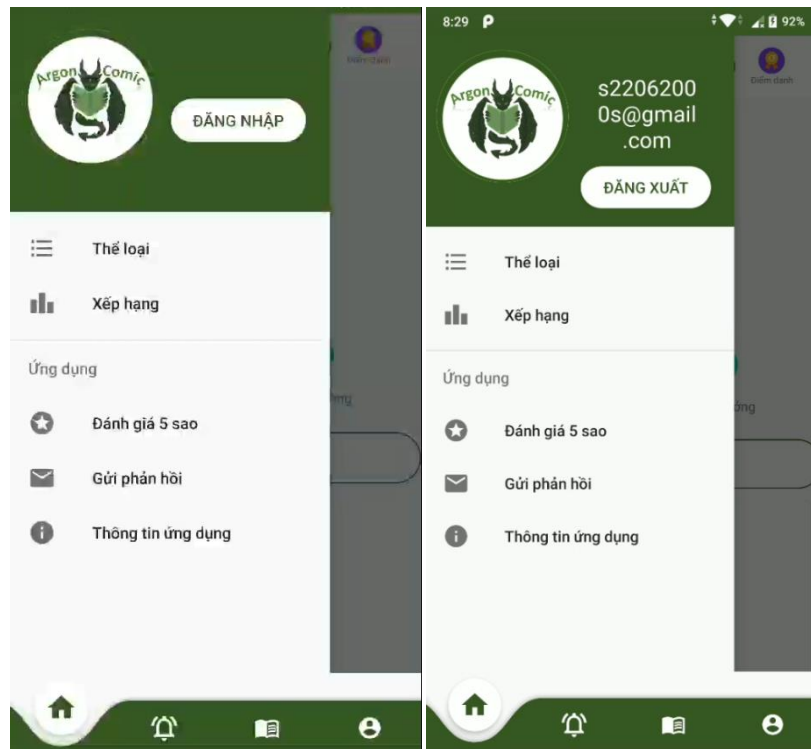 Argon Comic
Điểm danh
ĐĂNG NHẬP
Thể loại
Xếp hạng
Ứng dụng
Đánh giá 5 sao
Gửi phản hồi
Thông tin ứng dụng
8:29
92%
Argon Comic
Điểm danh
s2206200
0s@gmail
.com
ĐĂNG XUẤT
Thể loại
Xếp hạng
Ứng dụng
Đánh giá 5 sao
Gửi phản hồi
Thông tin ứng dụng